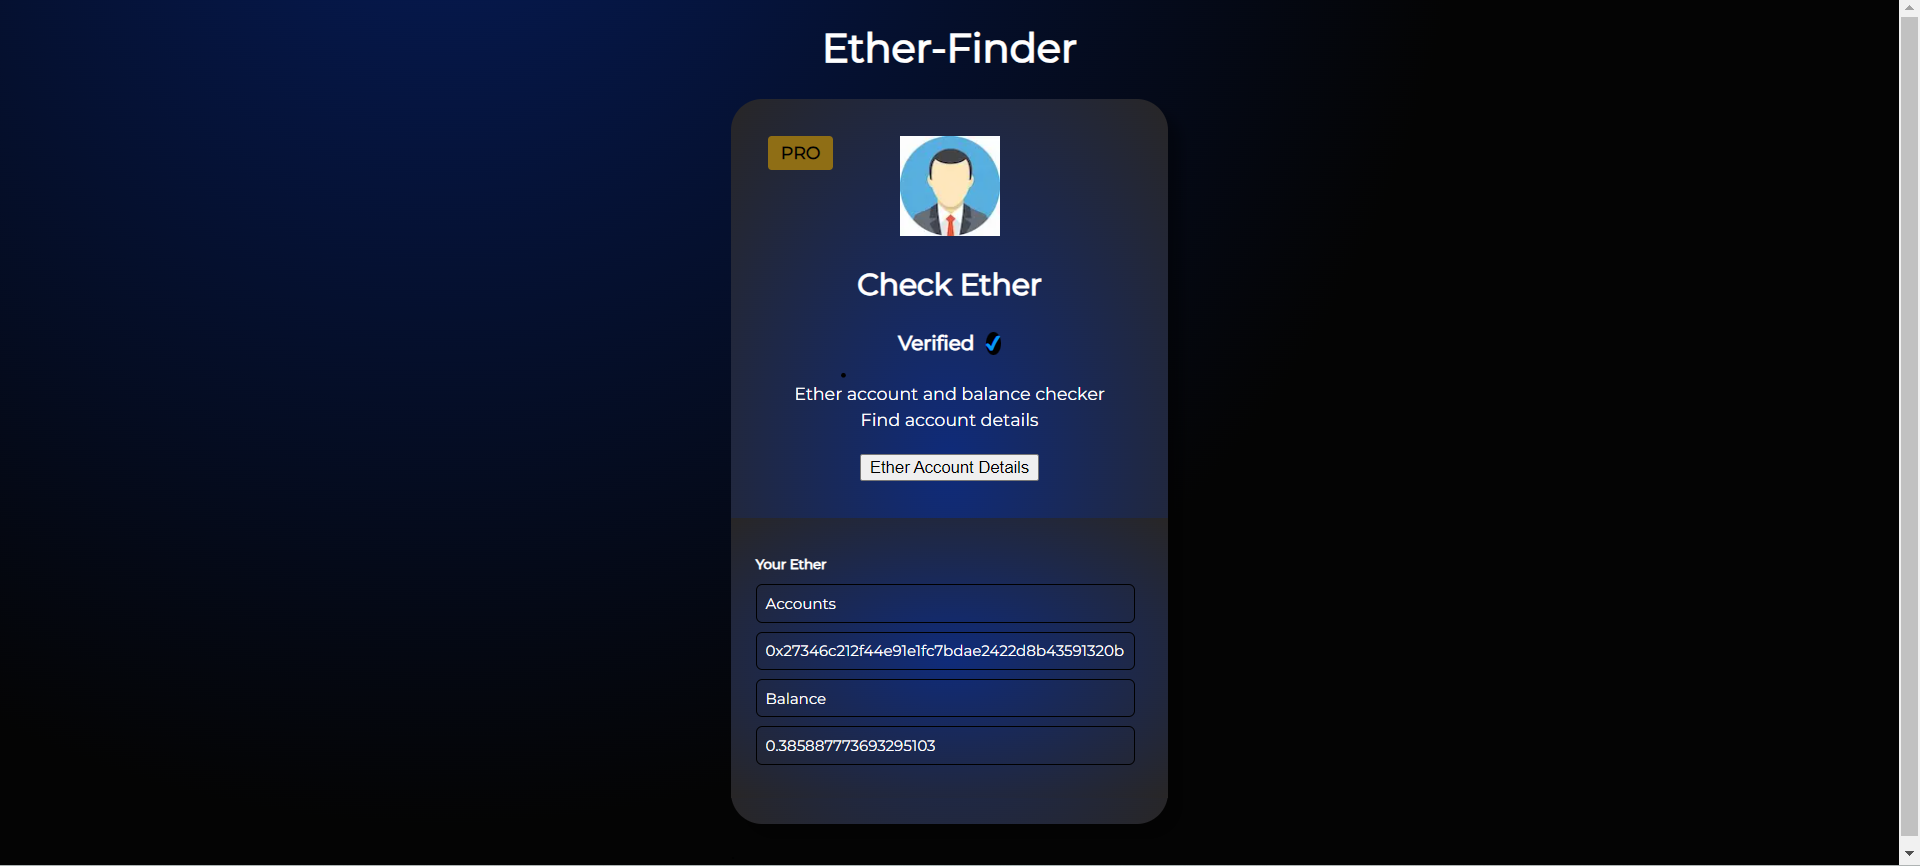 Ether-Finder
PRO
Check Ether
Verified ✓
Ether account and balance checker
Find account details
Ether Account Details
Your Ether
Accounts
0x27346c212f44e91e1fc7bdae2422d8b43591320b
Balance
0.385887773693295103